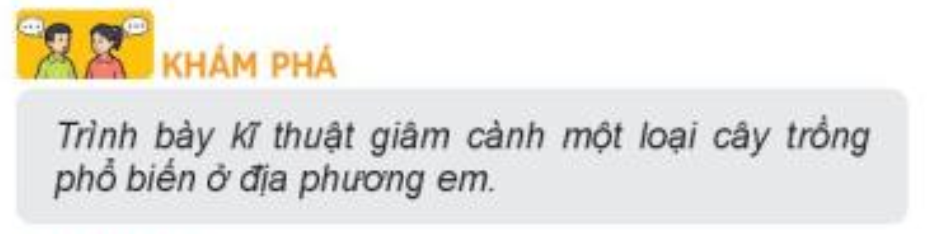 KHÁM PHÁ
Trình bày kĩ thuật giâm cành một loại cây trồng
phổ biến ở địa phương em.